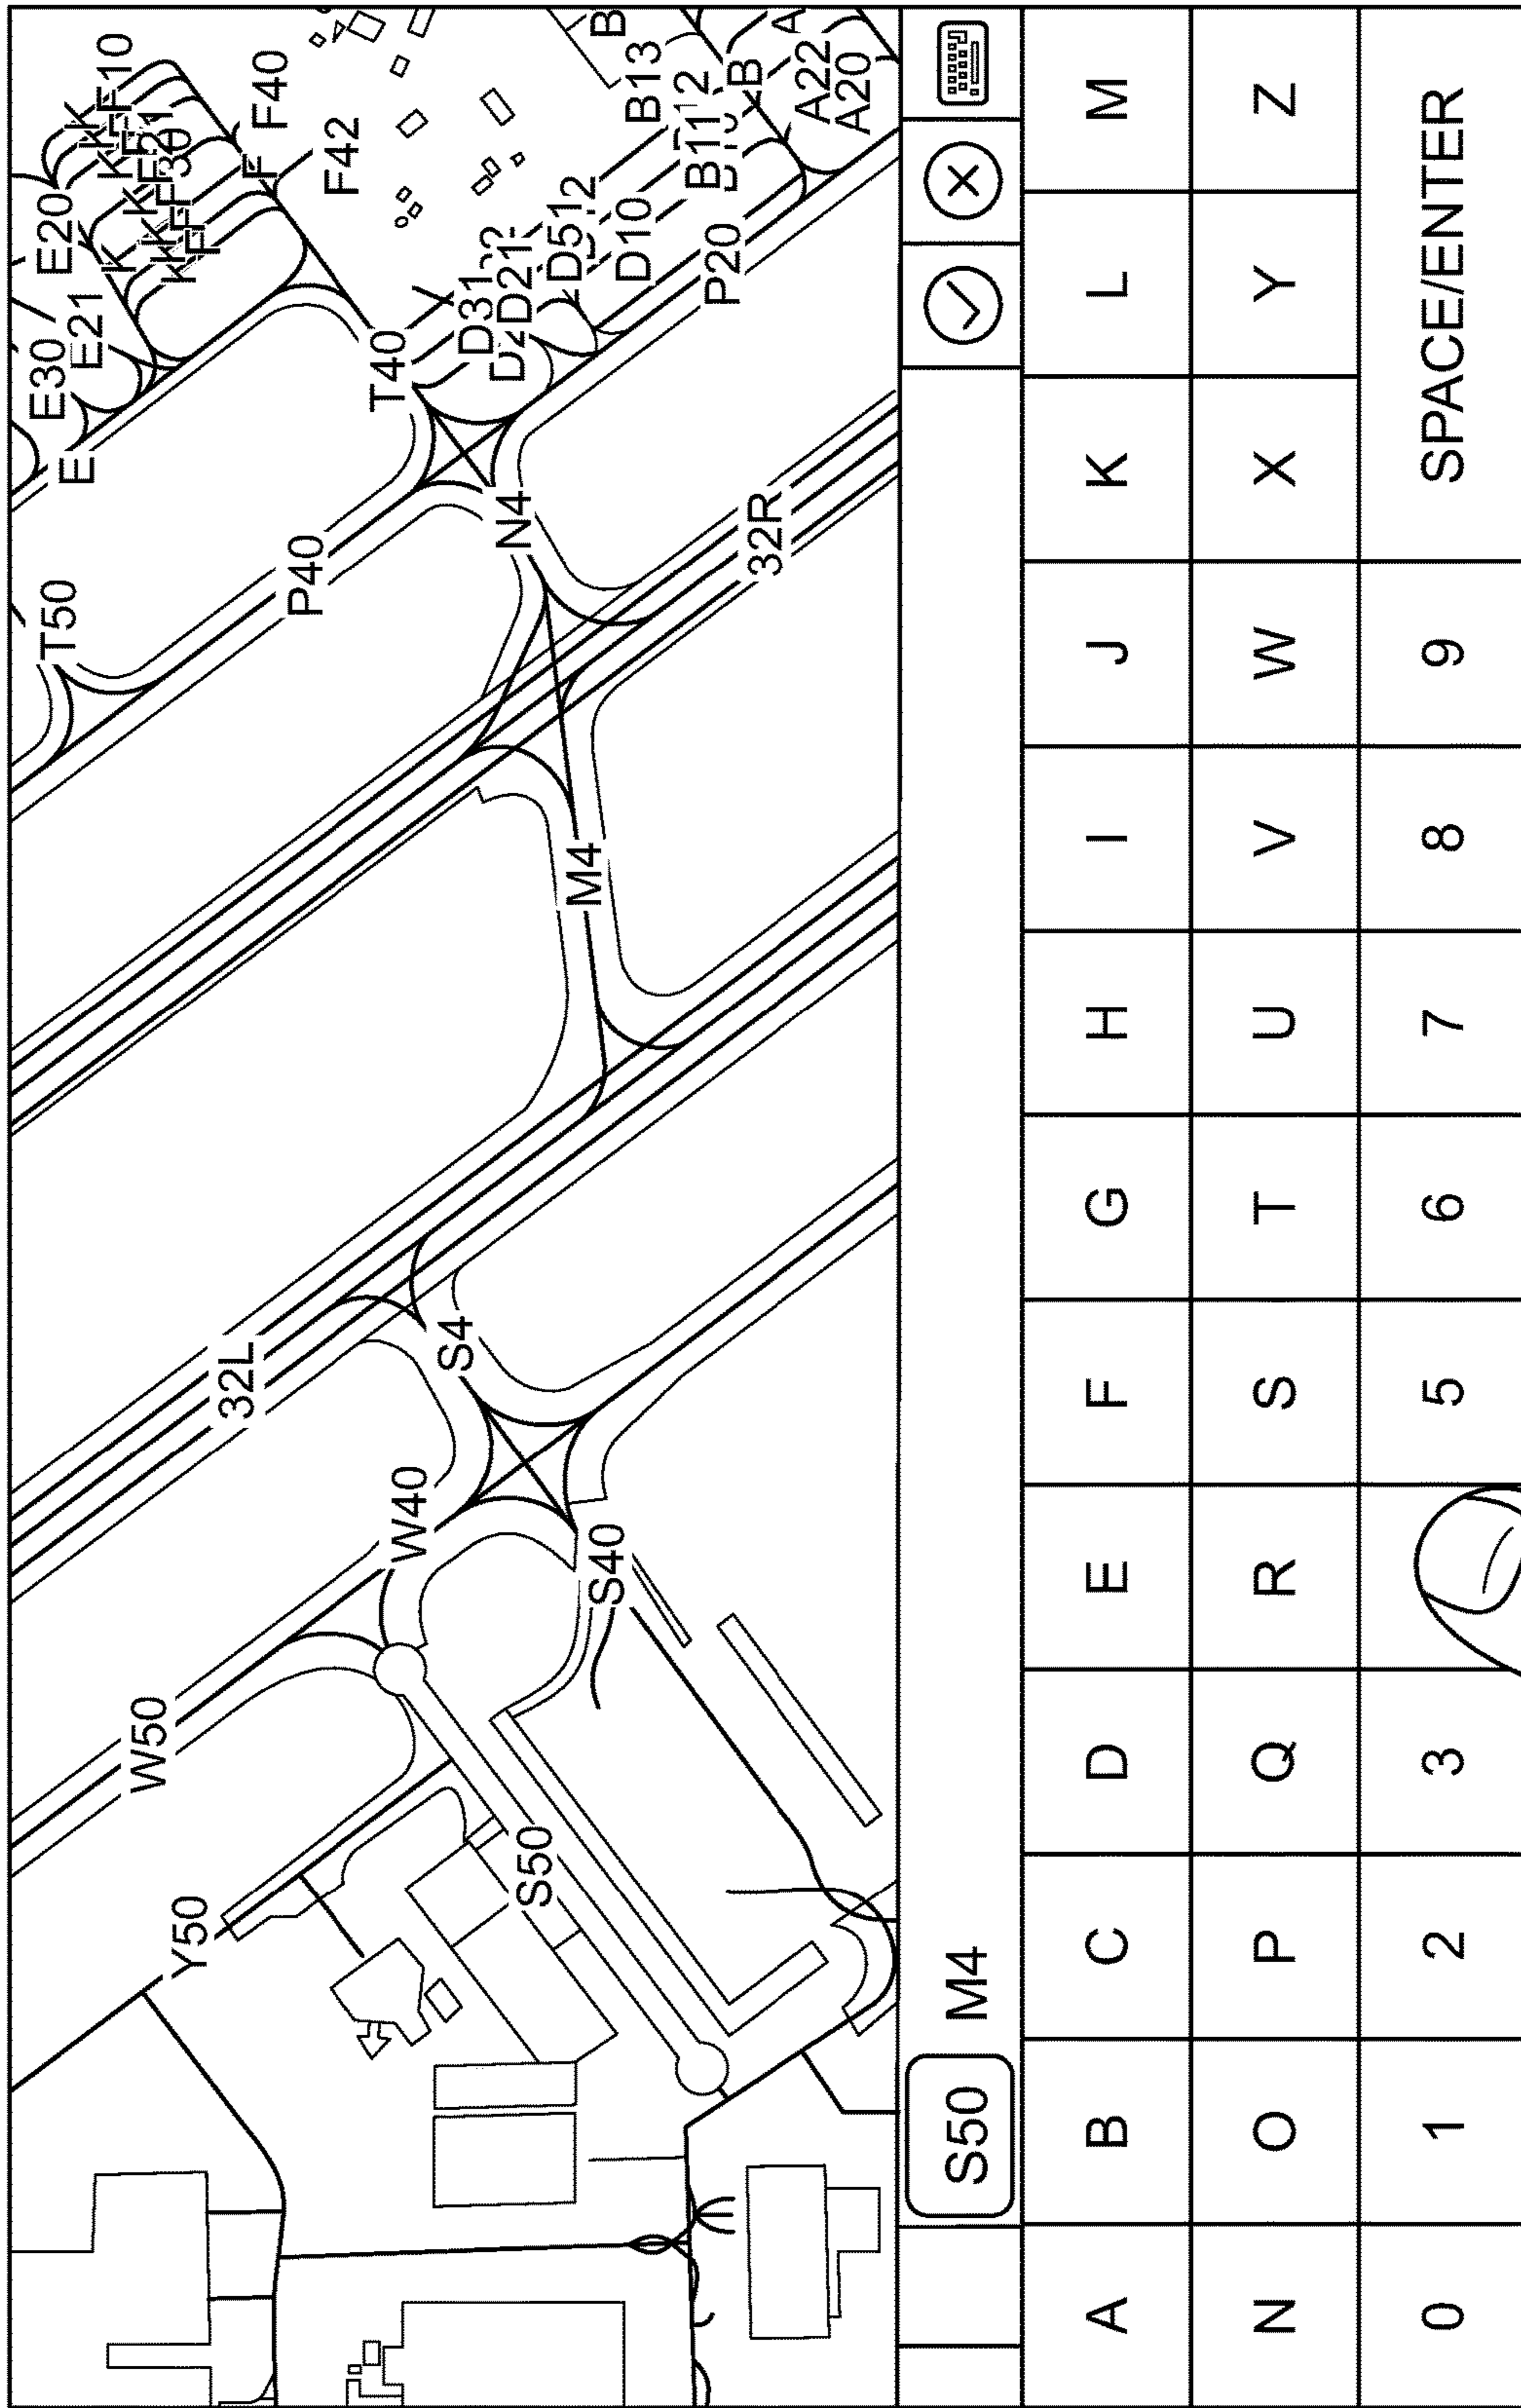 Y50
W50
S50
W40
S40
32L
S4
M4
T50
P40
N4
32R
E
E30
E21
E20
T40
P20
D31
D21
D51
D10
K
K
K
K
K
K
F10
F
F40
F42
B13
B11
B
B
A22
A20
A
S50 M4
A B C D E F G H I J K L M
N O P Q R S T U V W X Y Z
0 1 2 3 5 6 7 8 9 SPACE/ENTER